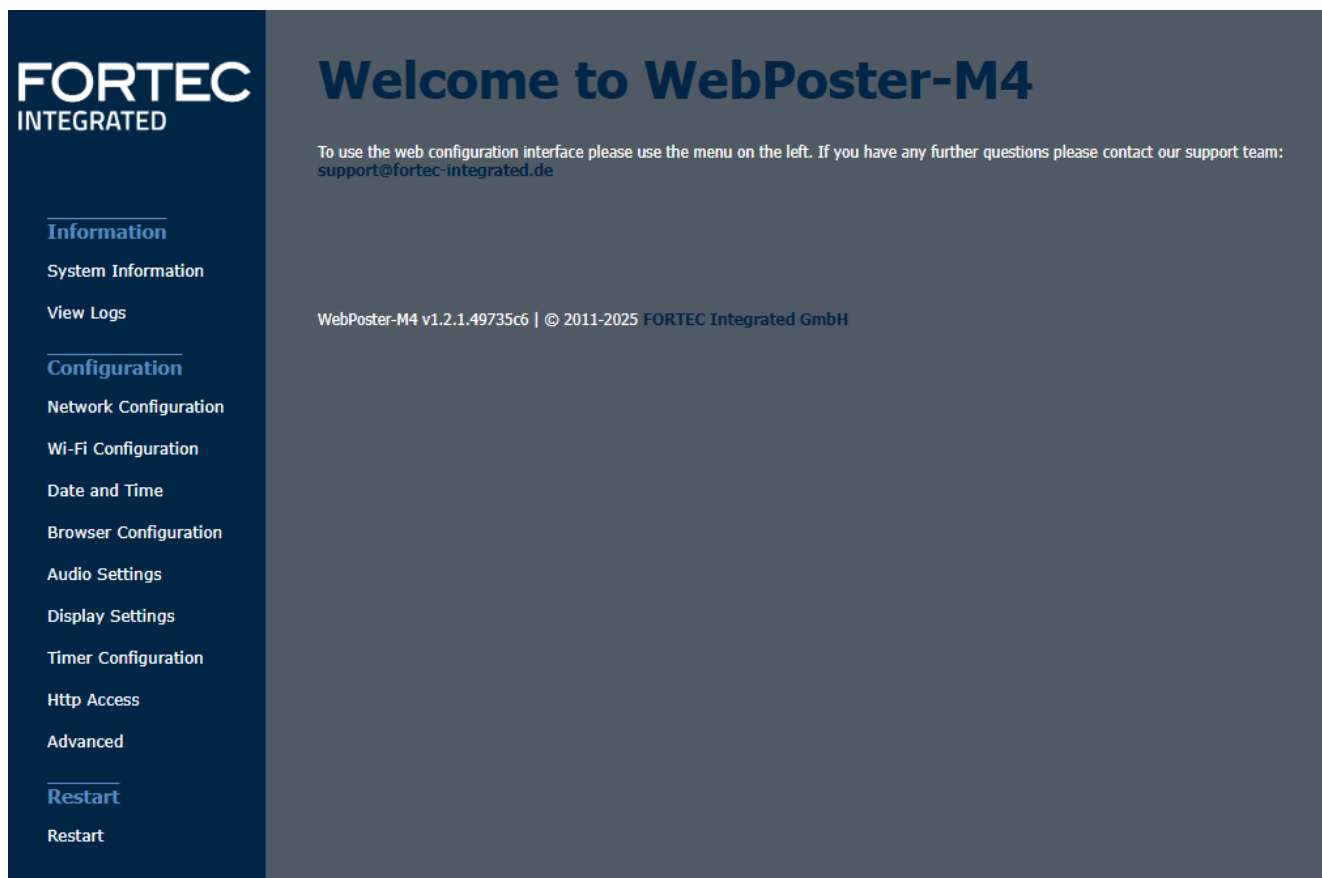 FORTEC
INTEGRATED
Information
System Information
View Logs
Configuration
Network Configuration
Wi-Fi Configuration
Date and Time
Browser Configuration
Audio Settings
Display Settings
Timer Configuration
Http Access
Advanced
Restart
Restart
Welcome to WebPoster-M4
To use the web configuration interface please use the menu on the left. If you have any further questions please contact our support team:
support@fortec-integrated.de
WebPoster-M4 v1.2.1.49735c6 | © 2011-2025 FORTEC Integrated GmbH